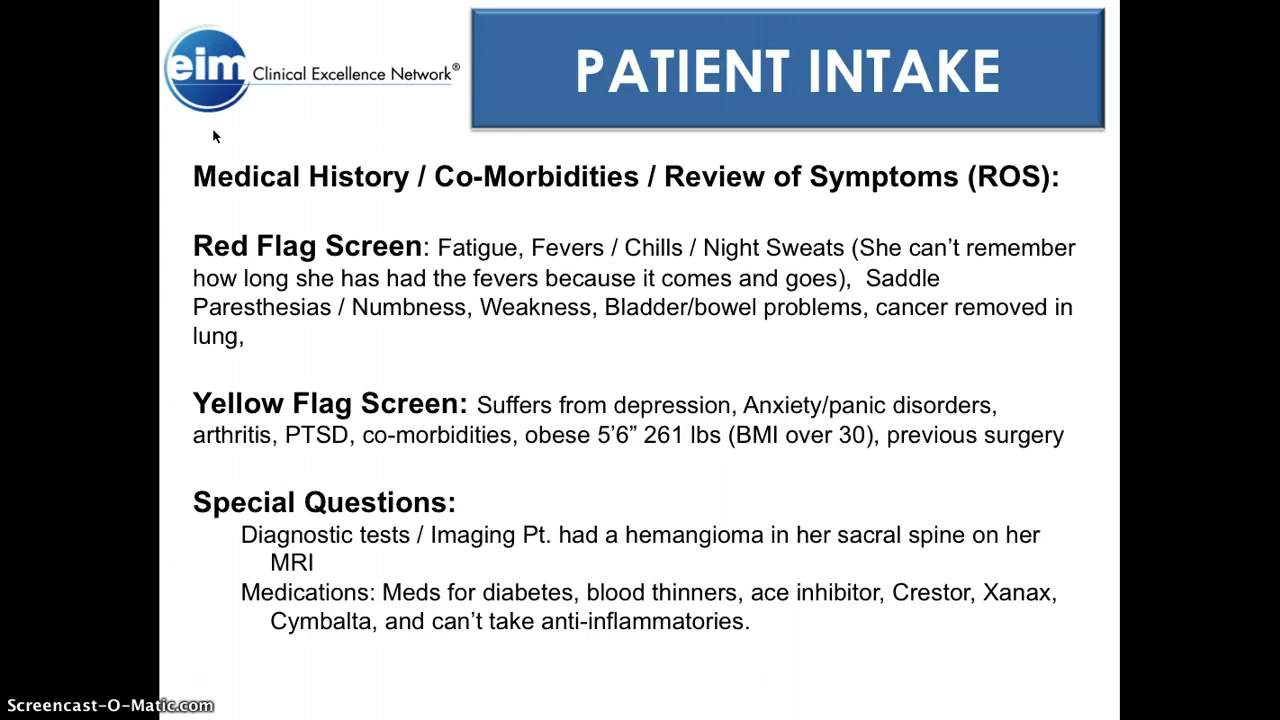 eim Clinical Excellence Network®
PATIENT INTAKE
Medical History / Co-Morbidities / Review of Symptoms (ROS):
Red Flag Screen: Fatigue, Fevers / Chills / Night Sweats (She can’t remember
how long she has had the fevers because it comes and goes),  Saddle
Paresthesias / Numbness, Weakness, Bladder/bowel problems, cancer removed in
lung,
Yellow Flag Screen: Suffers from depression, Anxiety/panic disorders,
arthritis, PTSD, co-morbidities, obese 5’6” 261 lbs (BMI over 30), previous surgery
Special Questions:
Diagnostic tests / Imaging Pt. had a hemangioma in her sacral spine on her
MRI
Medications: Meds for diabetes, blood thinners, ace inhibitor, Crestor, Xanax,
Cymbalta, and can’t take anti-inflammatories.
Screencast-O-Matic.com